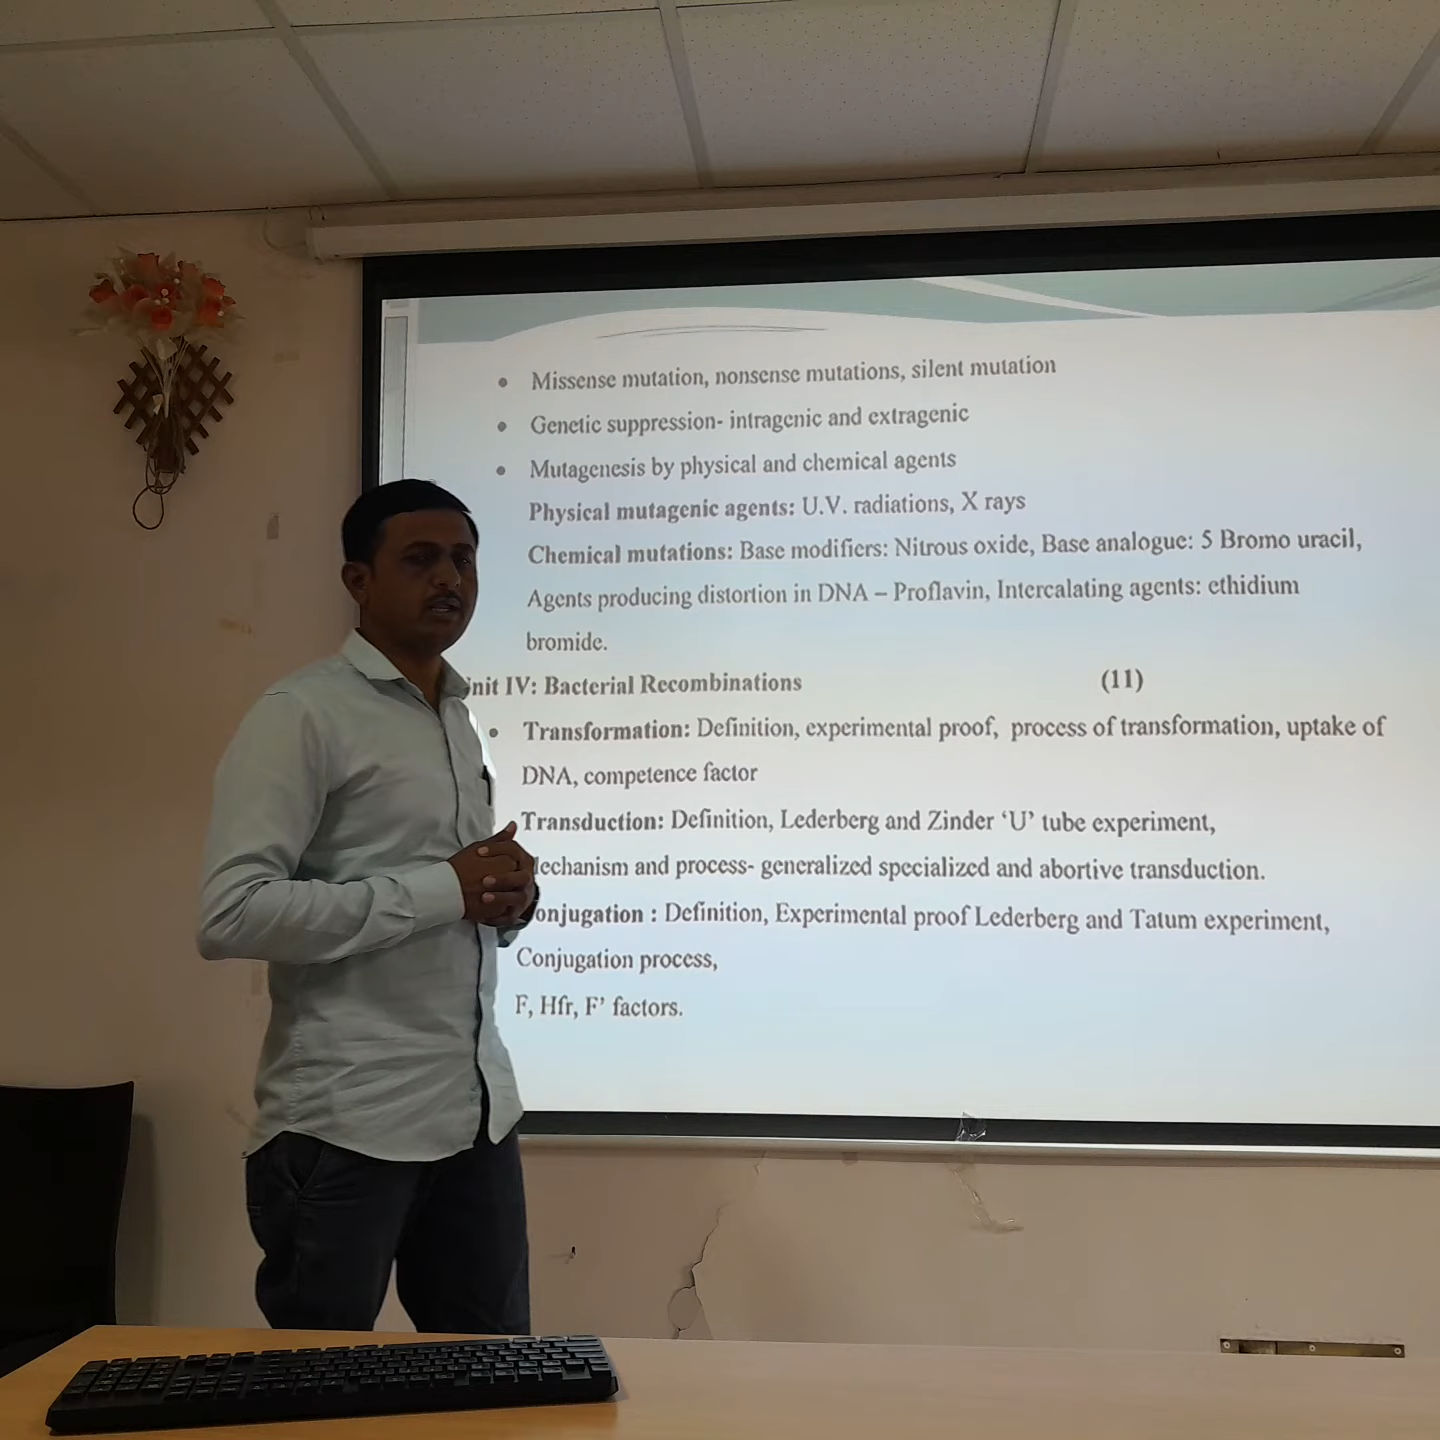 • Missense mutation, nonsense mutations, silent mutation
• Genetic suppression- intragenic and extragenic
• Mutagenesis by physical and chemical agents
Physical mutagenic agents: U.V. radiations, X rays
Chemical mutations: Base modifiers: Nitrous oxide, Base analogue: 5 Bromo uracil,
Agents producing distortion in DNA – Proflavin, Intercalating agents: ethidium
bromide.
nit IV: Bacterial Recombinations (11)
• Transformation: Definition, experimental proof, process of transformation, uptake of
DNA, competence factor
Transduction: Definition, Lederberg and Zinder ‘U’ tube experiment,
echanism and process- generalized specialized and abortive transduction.
onjugation : Definition, Experimental proof Lederberg and Tatum experiment,
Conjugation process,
F, Hfr, F’ factors.